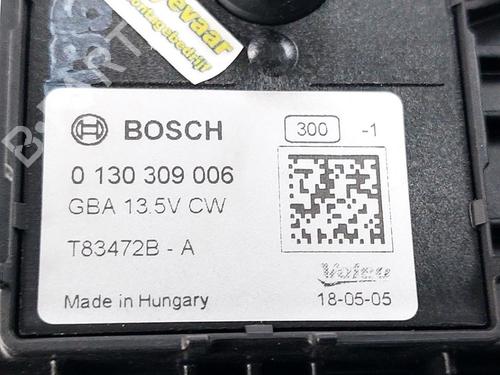 BOSCH
300 -1
0 130 309 006
GBA 13.5V CW
T83472B - A
Valeo
Made in Hungary
18-05-05